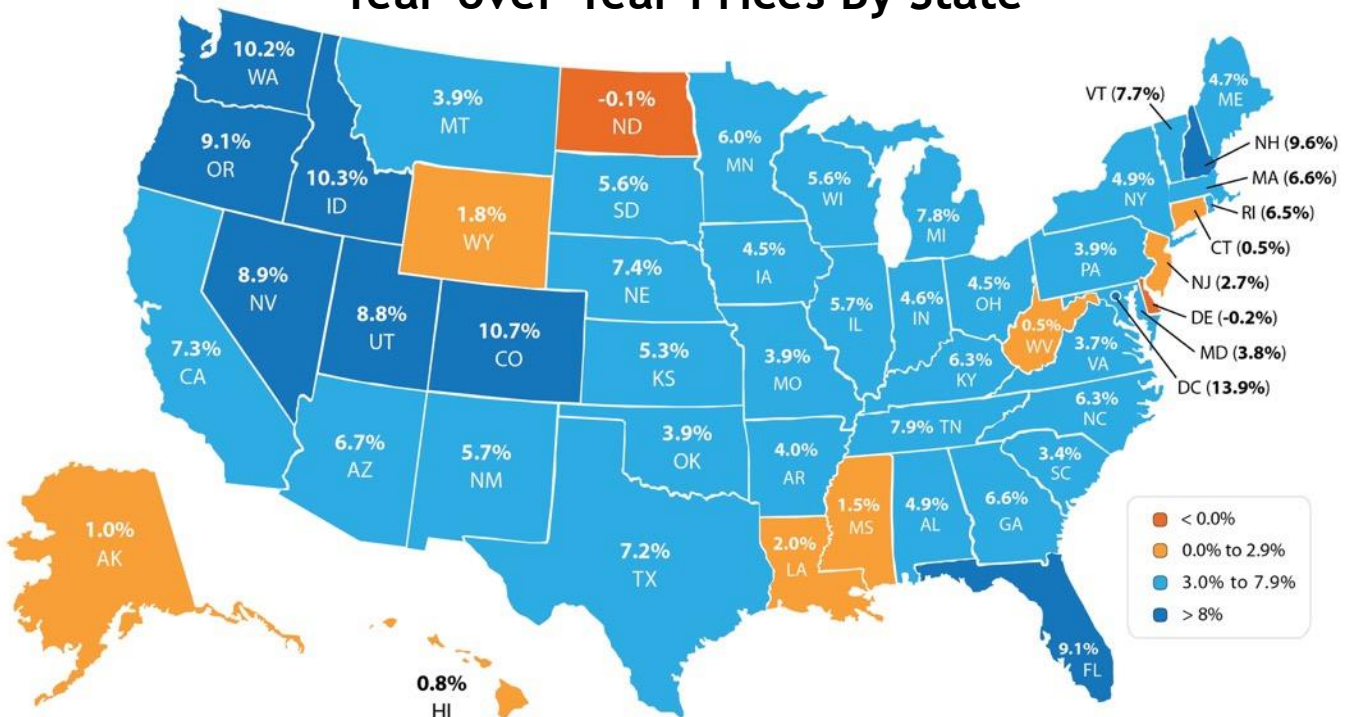 Year-over-Year Prices By State
10.2%
WA
9.1%
OR
10.3%
ID
3.9%
MT
-0.1%
ND
6.0%
MN
5.6%
SD
1.8%
WY
5.6%
WI
7.8%
MI
4.9%
NY
4.7%
ME
VT (7.7%)
NH (9.6%)
MA (6.6%)
RI (6.5%)
CT (0.5%)
NJ (2.7%)
DE (-0.2%)
MD (3.8%)
DC (13.9%)
8.9%
NV
8.8%
UT
10.7%
CO
7.4%
NE
4.5%
IA
5.7%
IL
4.6%
IN
4.5%
OH
3.9%
PA
0.5%
WV
3.7%
VA
7.3%
CA
5.3%
KS
3.9%
MO
6.3%
KY
6.3%
NC
7.9% TN
3.4%
SC
6.7%
AZ
5.7%
NM
3.9%
OK
4.0%
AR
1.5%
MS
4.9%
AL
6.6%
GA
7.2%
TX
2.0%
LA
9.1%
FL
1.0%
AK
0.8%
HI
< 0.0%
0.0% to 2.9%
3.0% to 7.9%
> 8%